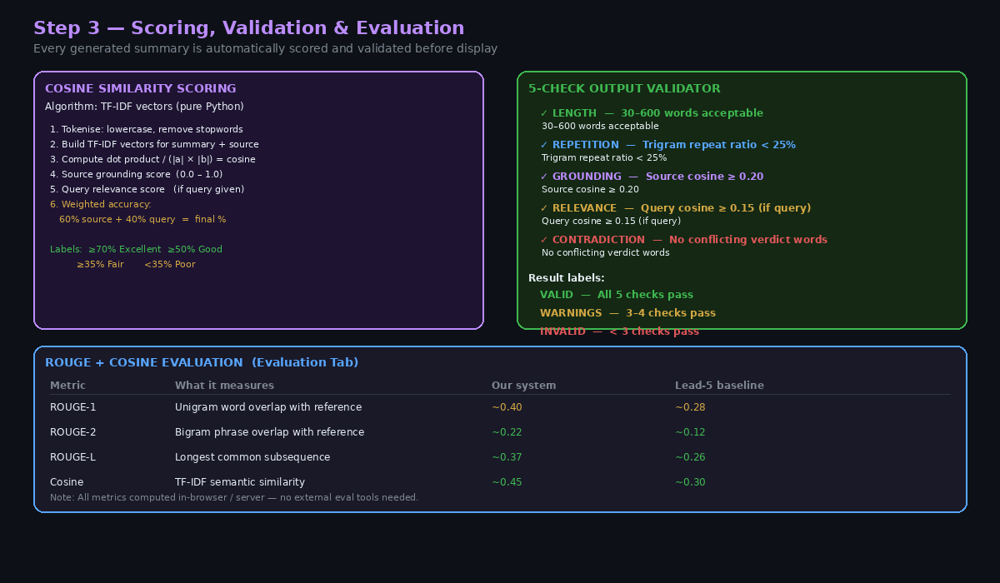 Step 3 — Scoring, Validation & Evaluation
Every generated summary is automatically scored and validated before display
COSINE SIMILARITY SCORING
Algorithm: TF-IDF vectors (pure Python)
1. Tokenise: lowercase, remove stopwords
2. Build TF-IDF vectors for summary + source
3. Compute dot product / (|a| × |b|) = cosine
4. Source grounding score  (0.0 – 1.0)
5. Query relevance score   (if query given)
6. Weighted accuracy:
60% source + 40% query  =  final %
Labels:  ≥70% Excellent  ≥50% Good
≥35% Fair       <35% Poor
5-CHECK OUTPUT VALIDATOR
✓ LENGTH  —  30–600 words acceptable
30–600 words acceptable
✓ REPETITION  —  Trigram repeat ratio < 25%
Trigram repeat ratio < 25%
✓ GROUNDING  —  Source cosine ≥ 0.20
Source cosine ≥ 0.20
✓ RELEVANCE  —  Query cosine ≥ 0.15 (if query)
Query cosine ≥ 0.15 (if query)
✓ CONTRADICTION  —  No conflicting verdict words
No conflicting verdict words
Result labels:
VALID  —  All 5 checks pass
WARNINGS  —  3–4 checks pass
INVALID  —  < 3 checks pass
ROUGE + COSINE EVALUATION  (Evaluation Tab)
Metric What it measures Our system Lead-5 baseline
ROUGE-1 Unigram word overlap with reference ~0.40 ~0.28
ROUGE-2 Bigram phrase overlap with reference ~0.22 ~0.12
ROUGE-L Longest common subsequence ~0.37 ~0.26
Cosine TF-IDF semantic similarity ~0.45 ~0.30
Note: All metrics computed in-browser / server — no external eval tools needed.